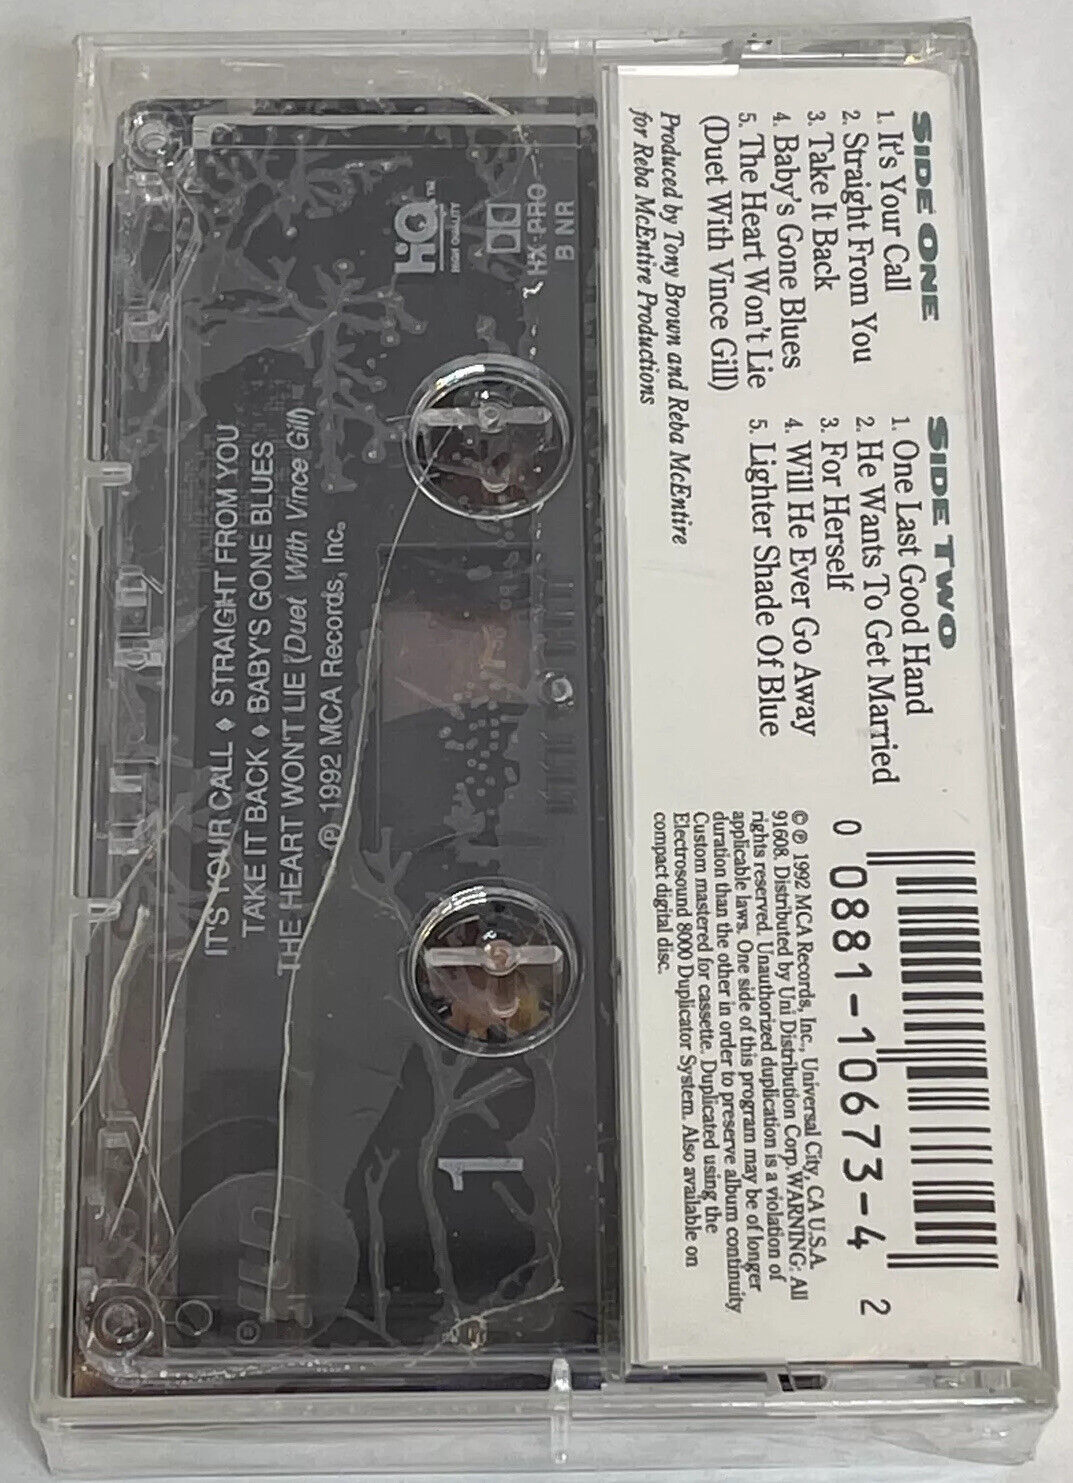 SIDE ONE
1. It's Your Call
2. Straight From You
3. Take It Back
4. Baby's Gone Blues
5. The Heart Won't Lie
(Duet With Vince Gill)
Produced by Tony Brown and Reba McEntire
for Reba McEntire Productions
SIDE TWO
1. One Last Good Hand
2. He Wants To Get Married
3. For Herself
4. Will He Ever Go Away
5. Lighter Shade Of Blue
0 0881-10673-4 2
© ℗ 1992 MCA Records, Inc., Universal City, CA U.S.A.
91608. Distributed by Uni Distribution Corp. WARNING: All
rights reserved. Unauthorized duplication is a violation of
applicable laws. One side of this program may be of longer
duration than the other in order to preserve album continuity
Custom mastered for cassette. Duplicated using the
Electrosound 8000 Duplicator System. Also available on
compact digital disc.
B NR
HX PRO
HQ
TM
1
℗ 1992 MCA Records, Inc.
IT'S YOUR CALL ♦ STRAIGHT FROM YOU
TAKE IT BACK ♦ BABY'S GONE BLUES
THE HEART WON'T LIE (Duet With Vince Gill)